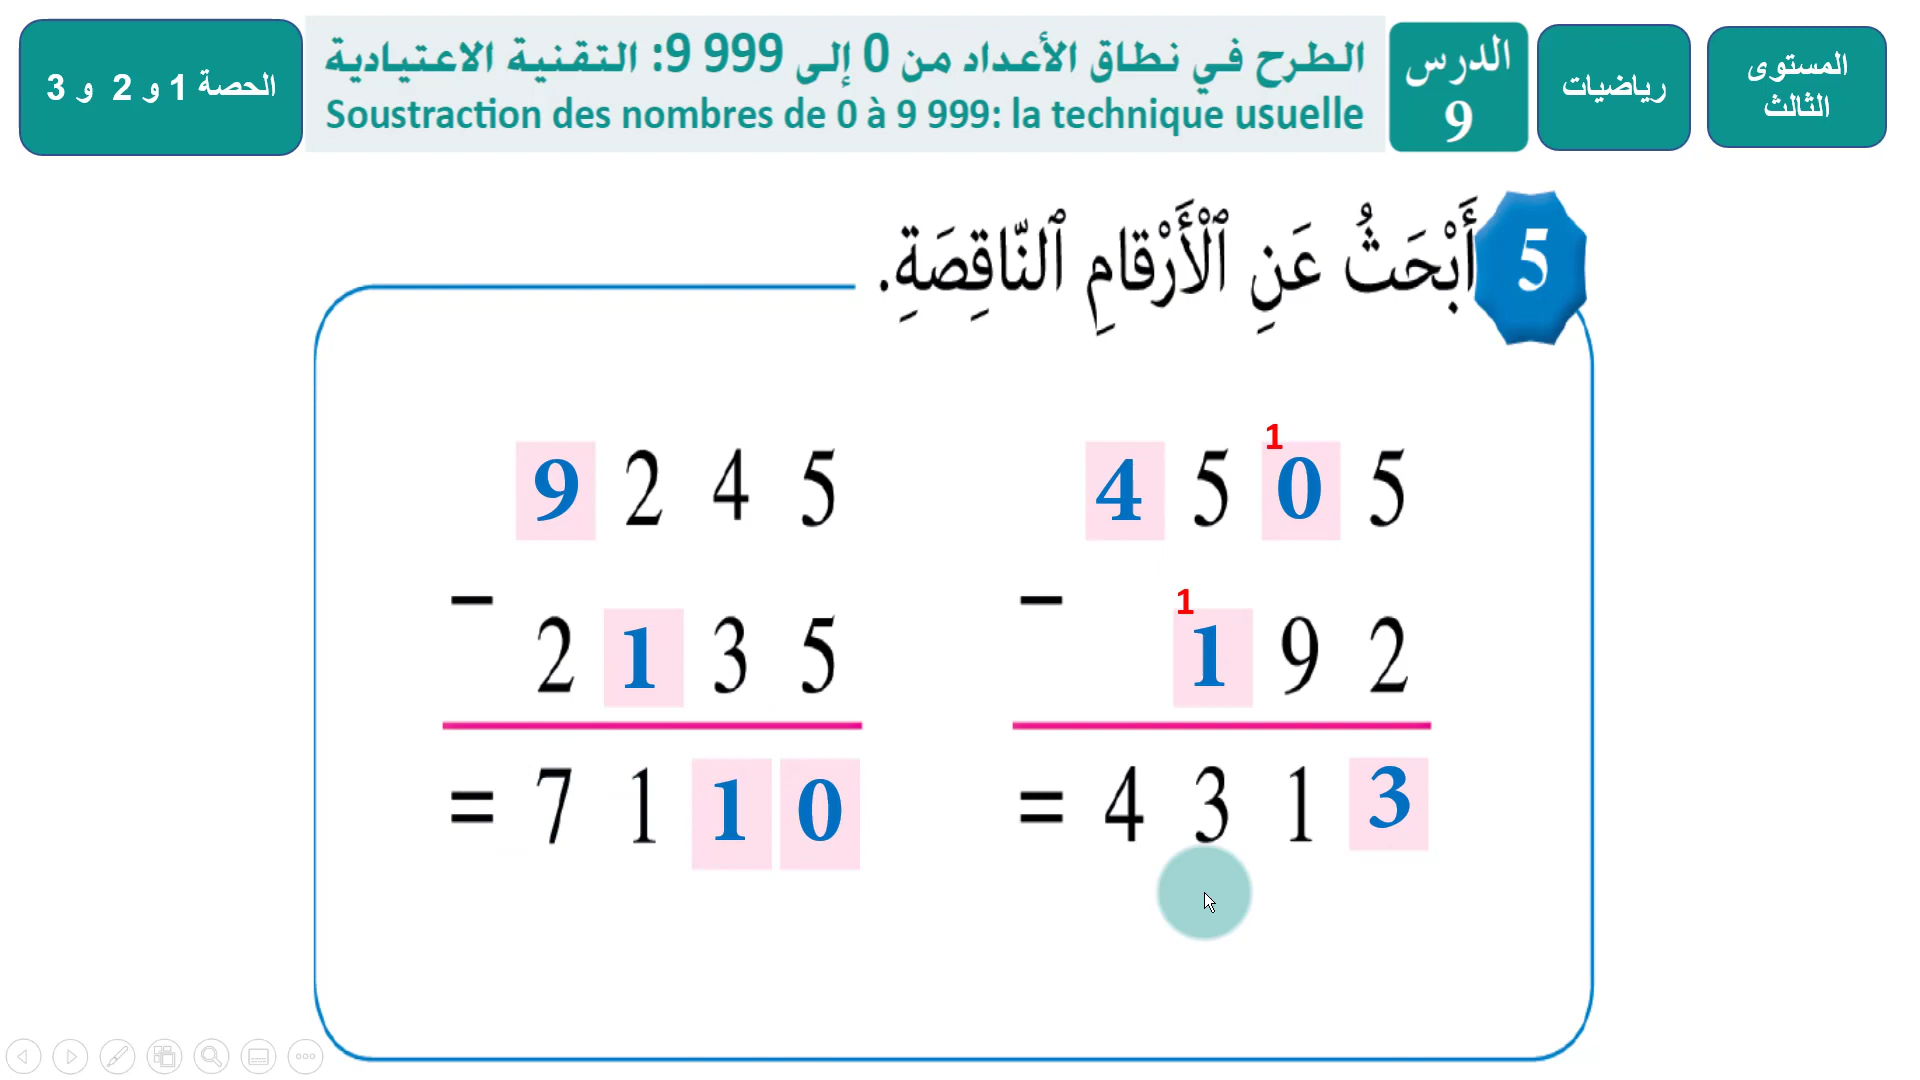 المستوى
الثالث
رياضيات
الدرس
9
الطرح في نطاق الأعداد من 0 إلى 999 9: التقنية الاعتيادية
Soustraction des nombres de 0 à 9 999: la technique usuelle
الحصة 1 و 2 و 3
5 أَبْحَثُ عَنِ ٱلْأَرْقامِ ٱلنّاقِصَةِ.
9 2 4 5
−
2 1 3 5
= 7 1 1 0
1
4 5 0 5
−
1
1 9 2
= 4 3 1 3